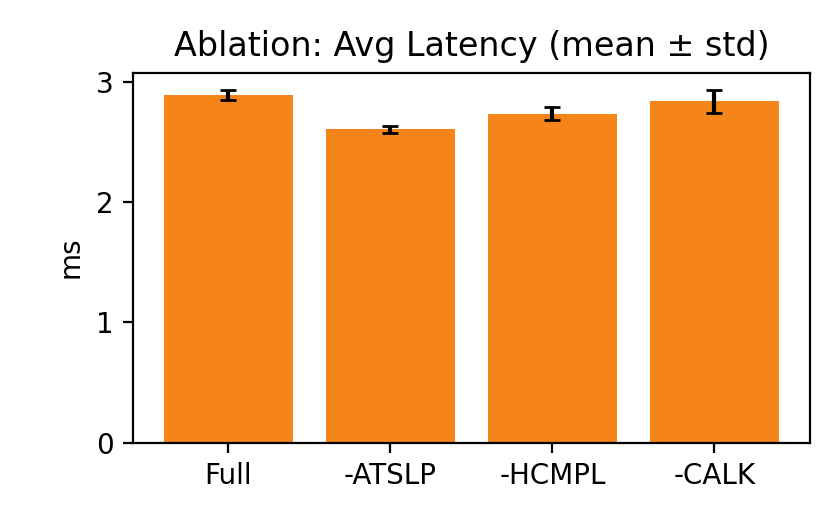 Ablation: Avg Latency (mean ± std)
3
2
1
0
ms
Full
-ATSLP
-HCMPL
-CALK